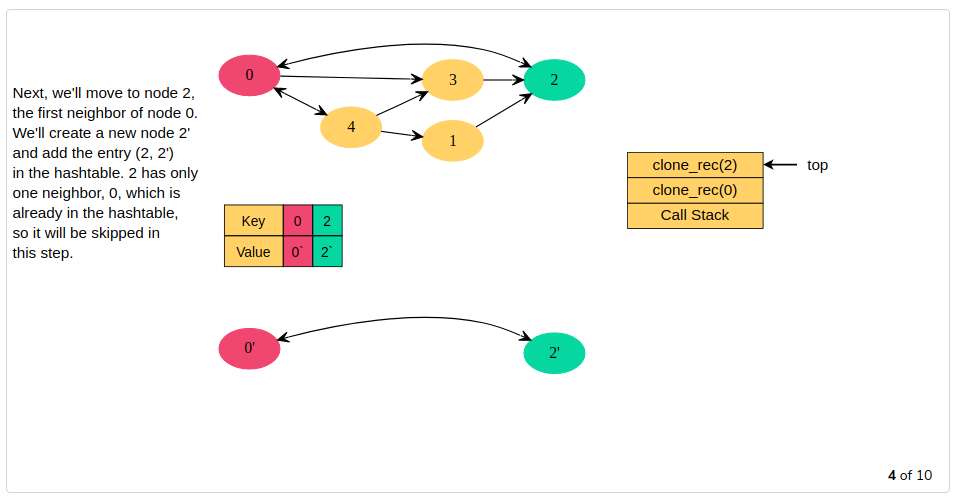 0
3
2
4
1
Next, we'll move to node 2,
the first neighbor of node 0.
We'll create a new node 2'
and add the entry (2, 2')
in the hashtable. 2 has only
one neighbor, 0, which is
already in the hashtable,
so it will be skipped in
this step.
clone_rec(2) top
clone_rec(0)
Call Stack
Key 0 2
Value 0` 2`
0'
2'
4 of 10